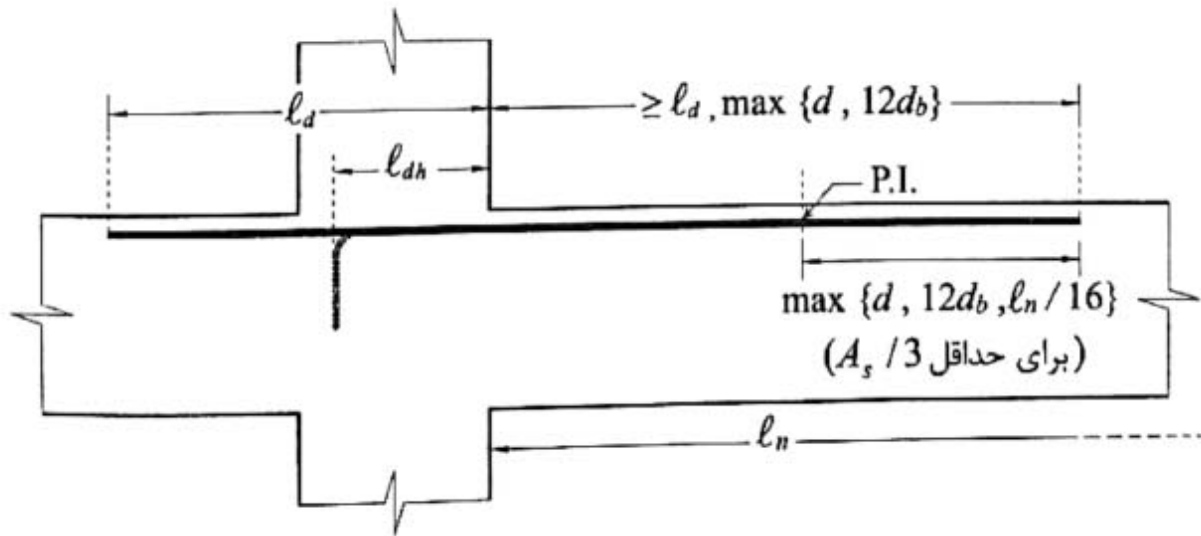 ℓd
≥ ℓd , max {d , 12db}
ℓdh
P.I.
max {d , 12db , ℓn / 16}
(برای حداقل As / 3)
ℓn